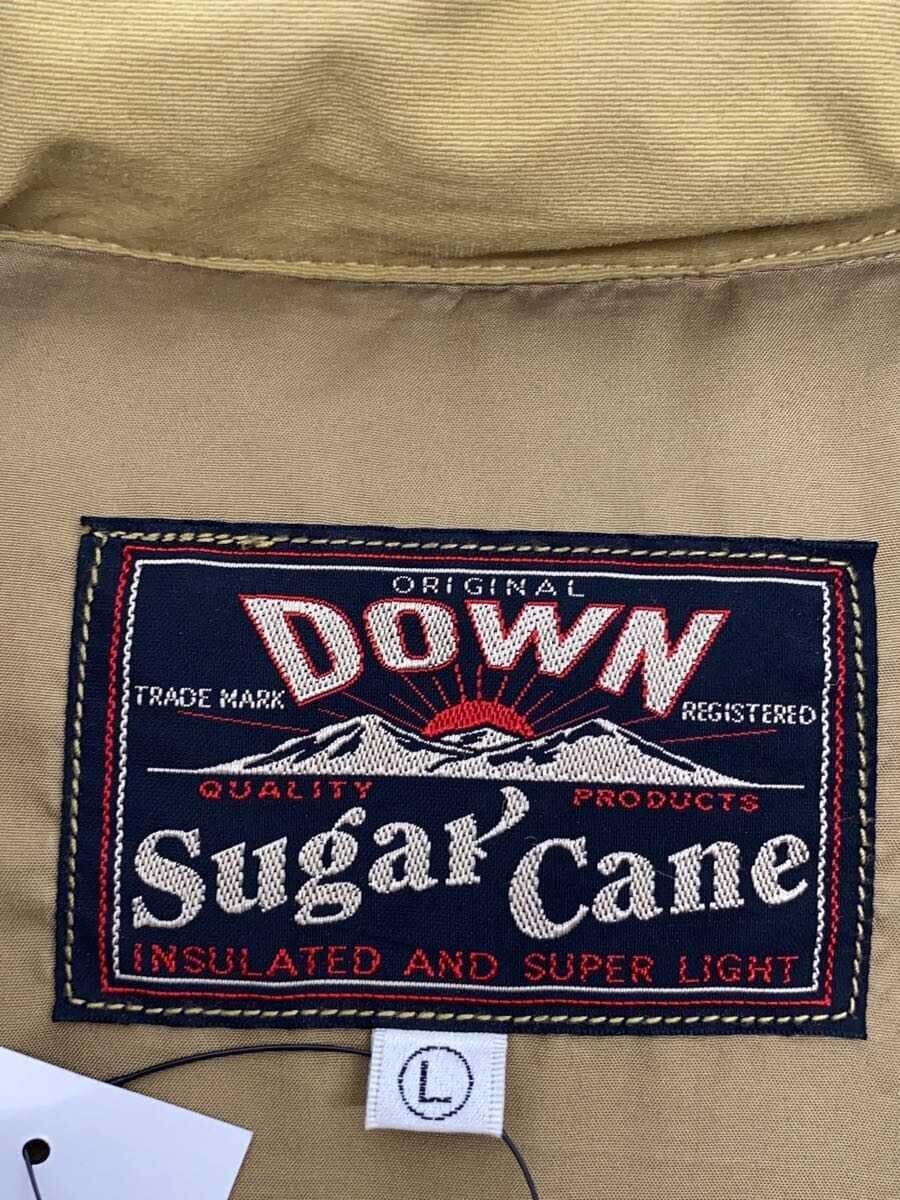 ORIGINAL
DOWN
TRADE MARK
REGISTERED
QUALITY PRODUCTS
Sugar Cane
INSULATED AND SUPER LIGHT
L